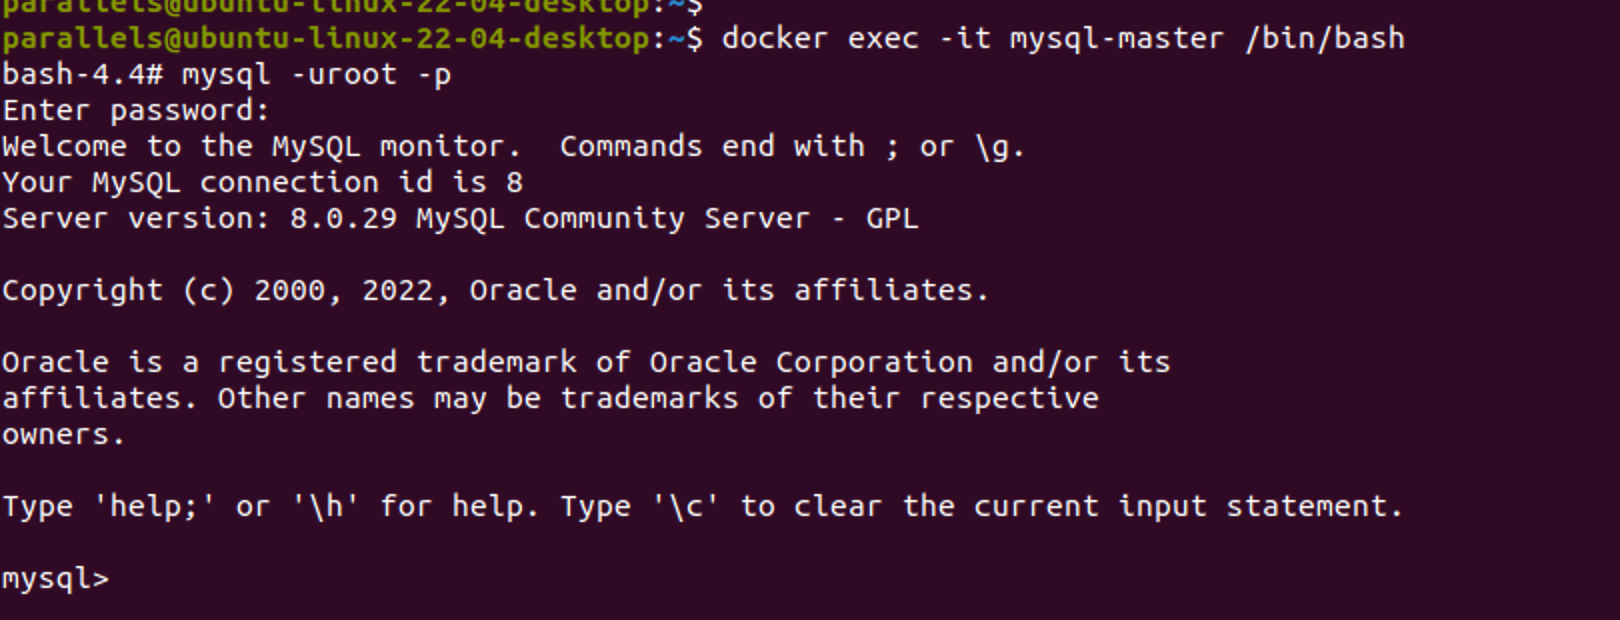 parallels@ubuntu-linux-22-04-desktop:~$
parallels@ubuntu-linux-22-04-desktop:~$ docker exec -it mysql-master /bin/bash
bash-4.4# mysql -uroot -p
Enter password:
Welcome to the MySQL monitor.  Commands end with ; or \g.
Your MySQL connection id is 8
Server version: 8.0.29 MySQL Community Server - GPL

Copyright (c) 2000, 2022, Oracle and/or its affiliates.

Oracle is a registered trademark of Oracle Corporation and/or its
affiliates. Other names may be trademarks of their respective
owners.

Type 'help;' or '\h' for help. Type '\c' to clear the current input statement.

mysql>